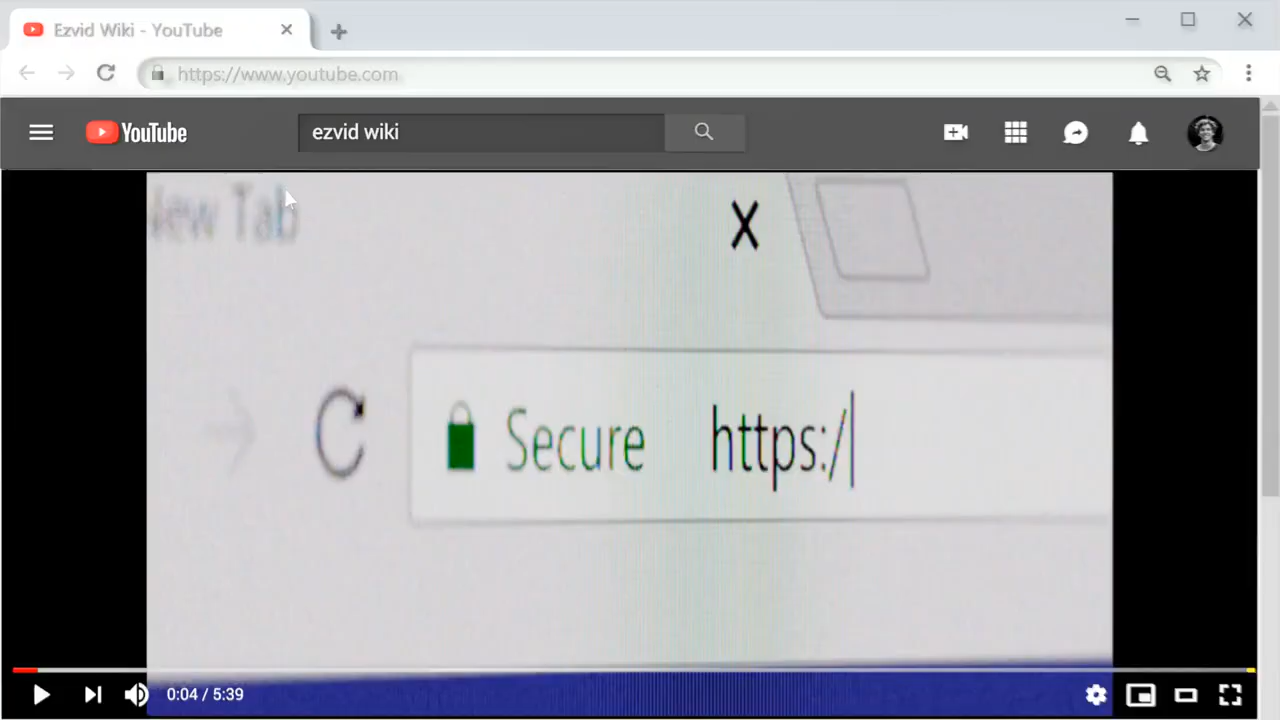 Ezvid Wiki - YouTube
https://www.youtube.com
YouTube
ezvid wiki
New Tab
X
Secure https:/
0:04 / 5:39